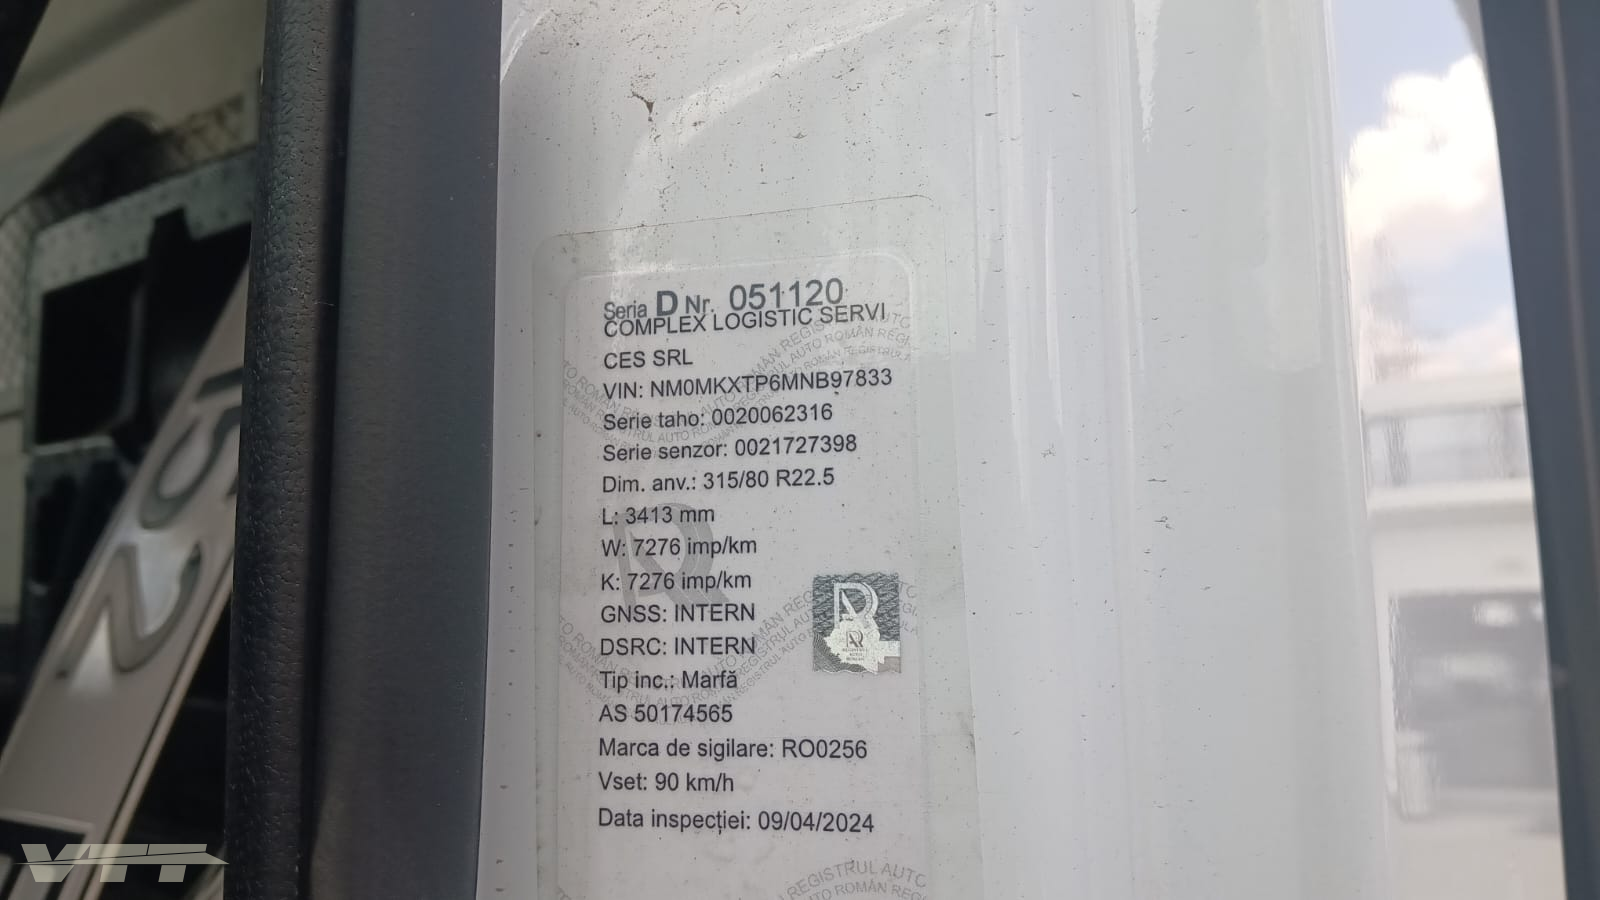 Seria D Nr. 051120
COMPLEX LOGISTIC SERVI
CES SRL
VIN: NM0MKXTP6MNB97833
Serie taho: 0020062316
Serie senzor: 0021727398
Dim. anv.: 315/80 R22.5
L: 3413 mm
W: 7276 imp/km
K: 7276 imp/km
GNSS: INTERN
DSRC: INTERN
Tip inc.: Marfă
AS 50174565
Marca de sigilare: RO0256
Vset: 90 km/h
Data inspecției: 09/04/2024
REGISTRUL AUTO
VTT